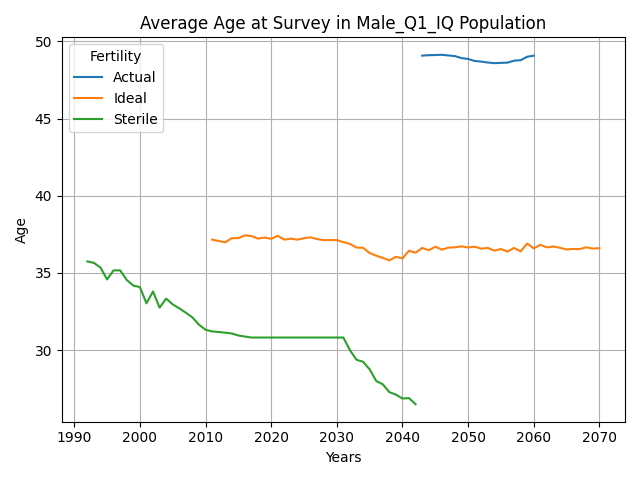 Average Age at Survey in Male_Q1_IQ Population
Fertility
Actual
Ideal
Sterile
50
45
40
35
30
Age
1990 2000 2010 2020 2030 2040 2050 2060 2070
Years